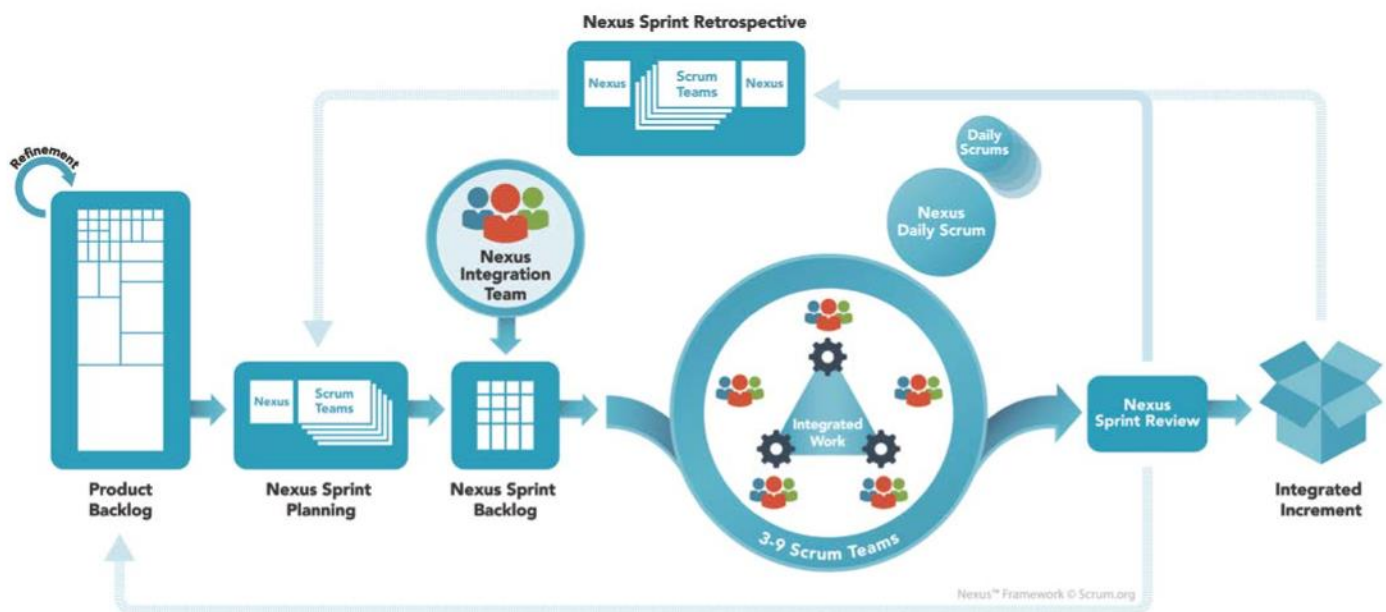 Nexus Sprint Retrospective
Nexus
Scrum
Teams
Nexus
Daily
Scrums
Refinement
Nexus
Daily Scrum
Nexus
Integration
Team
Nexus
Scrum
Teams
Integrated
Work
Nexus
Sprint Review
Product
Backlog
Nexus Sprint
Planning
Nexus Sprint
Backlog
3-9 Scrum Teams
Integrated
Increment
Nexus™ Framework © Scrum.org